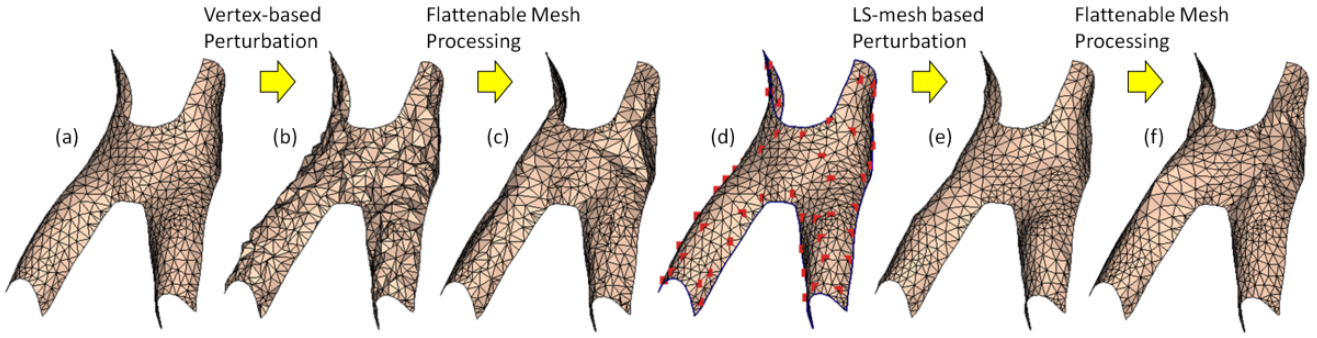 Vertex-based
Perturbation
Flattenable Mesh
Processing
LS-mesh based
Perturbation
Flattenable Mesh
Processing
(a)
(b)
(c)
(d)
(e)
(f)